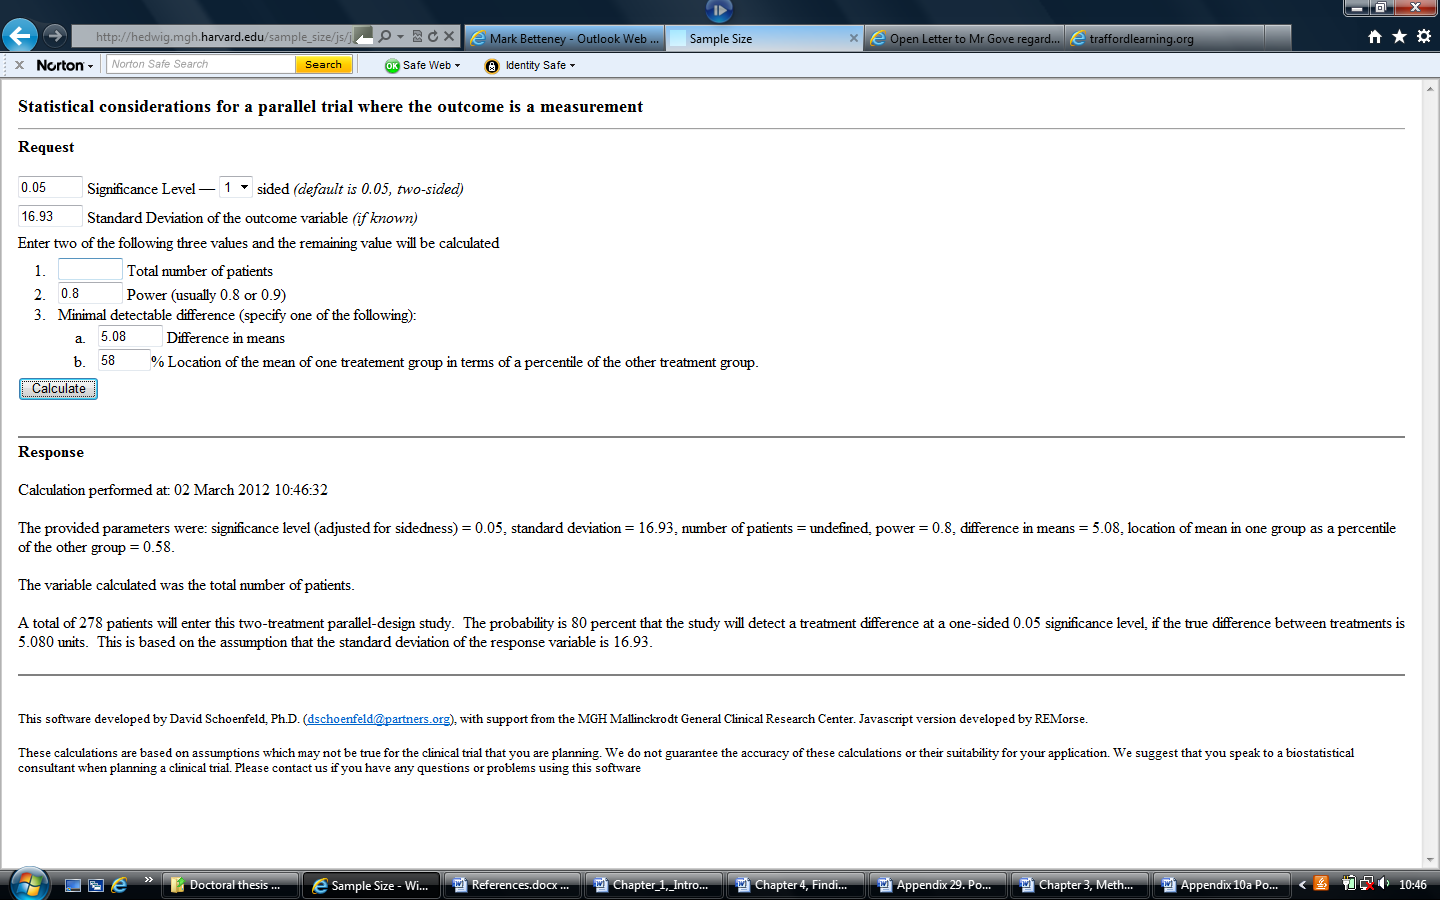 http://hedwig.mgh.harvard.edu/sample_size/js/j
Mark Betteney - Outlook Web ...
Sample Size
Open Letter to Mr Gove regard...
traffordlearning.org
Norton
Norton Safe Search
Search
OK Safe Web
Identity Safe
Statistical considerations for a parallel trial where the outcome is a measurement
Request
0.05 Significance Level — 1 sided (default is 0.05, two-sided)
16.93 Standard Deviation of the outcome variable (if known)
Enter two of the following three values and the remaining value will be calculated
1. Total number of patients
2. 0.8 Power (usually 0.8 or 0.9)
3. Minimal detectable difference (specify one of the following):
a. 5.08 Difference in means
b. 58 % Location of the mean of one treatement group in terms of a percentile of the other treatment group.
Calculate
Response
Calculation performed at: 02 March 2012 10:46:32
The provided parameters were: significance level (adjusted for sidedness) = 0.05, standard deviation = 16.93, number of patients = undefined, power = 0.8, difference in means = 5.08, location of mean in one group as a percentile
of the other group = 0.58.
The variable calculated was the total number of patients.
A total of 278 patients will enter this two-treatment parallel-design study. The probability is 80 percent that the study will detect a treatment difference at a one-sided 0.05 significance level, if the true difference between treatments is
5.080 units. This is based on the assumption that the standard deviation of the response variable is 16.93.
This software developed by David Schoenfeld, Ph.D. (dschoenfeld@partners.org), with support from the MGH Mallinckrodt General Clinical Research Center. Javascript version developed by REMorse.
These calculations are based on assumptions which may not be true for the clinical trial that you are planning. We do not guarantee the accuracy of these calculations or their suitability for your application. We suggest that you speak to a biostatistical
consultant when planning a clinical trial. Please contact us if you have any questions or problems using this software
Doctoral thesis ...
Sample Size - Wi...
References.docx ...
Chapter_1,_Intro...
Chapter 4, Findi...
Appendix 29. Po...
Chapter 3, Meth...
Appendix 10a Po...
10:46